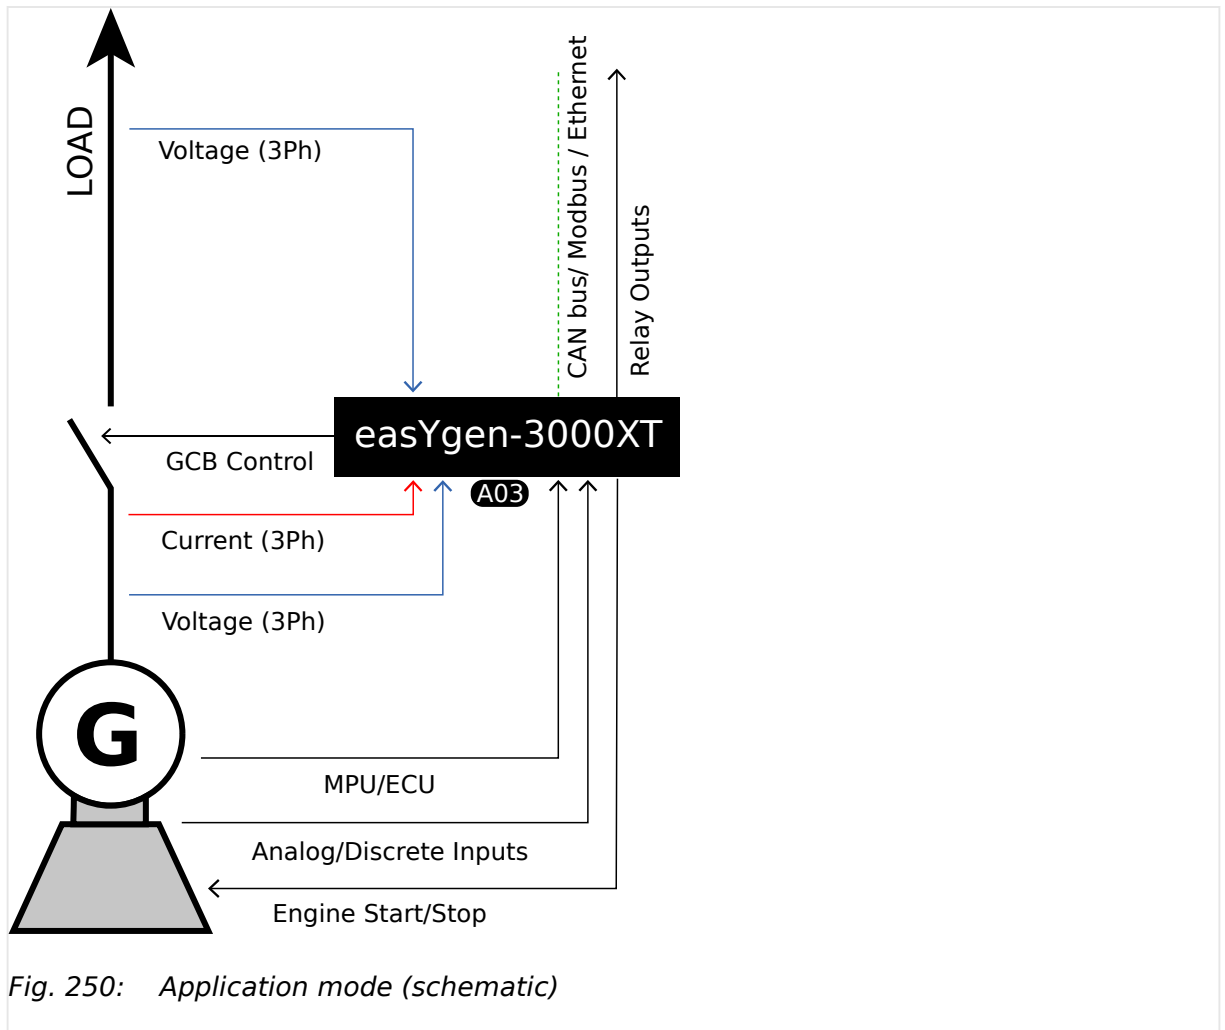 LOAD
Voltage (3Ph)
CAN bus/ Modbus / Ethernet
Relay Outputs
easYgen-3000XT
GCB Control
A03
Current (3Ph)
Voltage (3Ph)
G
MPU/ECU
Analog/Discrete Inputs
Engine Start/Stop
Fig. 250: Application mode (schematic)